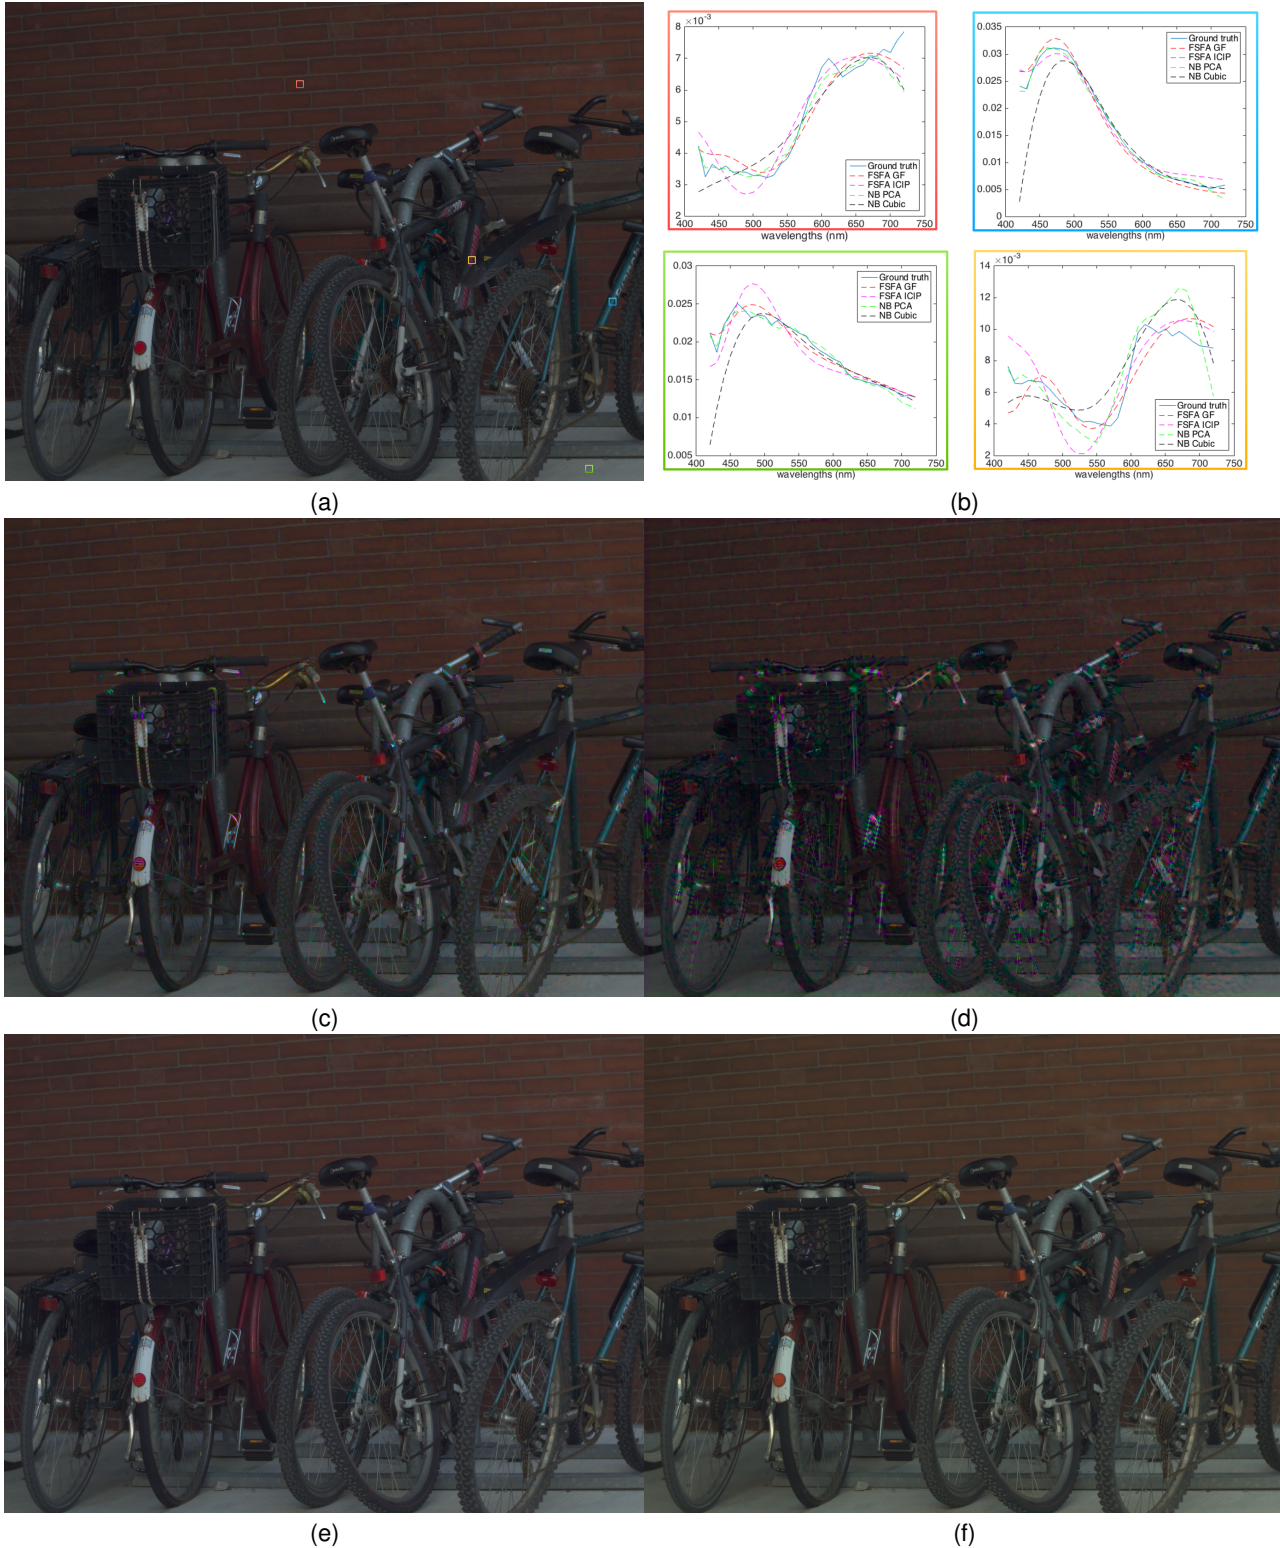 ×10⁻³
8
7
6
5
4
3
2
400 450 500 550 600 650 700 750
wavelengths (nm)
Ground truth
FSFA GF
FSFA ICIP
NB PCA
NB Cubic
0.035
0.03
0.025
0.02
0.015
0.01
0.005
0
400 450 500 550 600 650 700 750
wavelengths (nm)
Ground truth
FSFA GF
FSFA ICIP
NB PCA
NB Cubic
0.03
0.025
0.02
0.015
0.01
0.005
400 450 500 550 600 650 700 750
wavelengths (nm)
Ground truth
FSFA GF
FSFA ICIP
NB PCA
NB Cubic
×10⁻³
14
12
10
8
6
4
2
400 450 500 550 600 650 700 750
wavelengths (nm)
Ground truth
FSFA GF
FSFA ICIP
NB PCA
NB Cubic
(a)
(b)
(c)
(d)
(e)
(f)